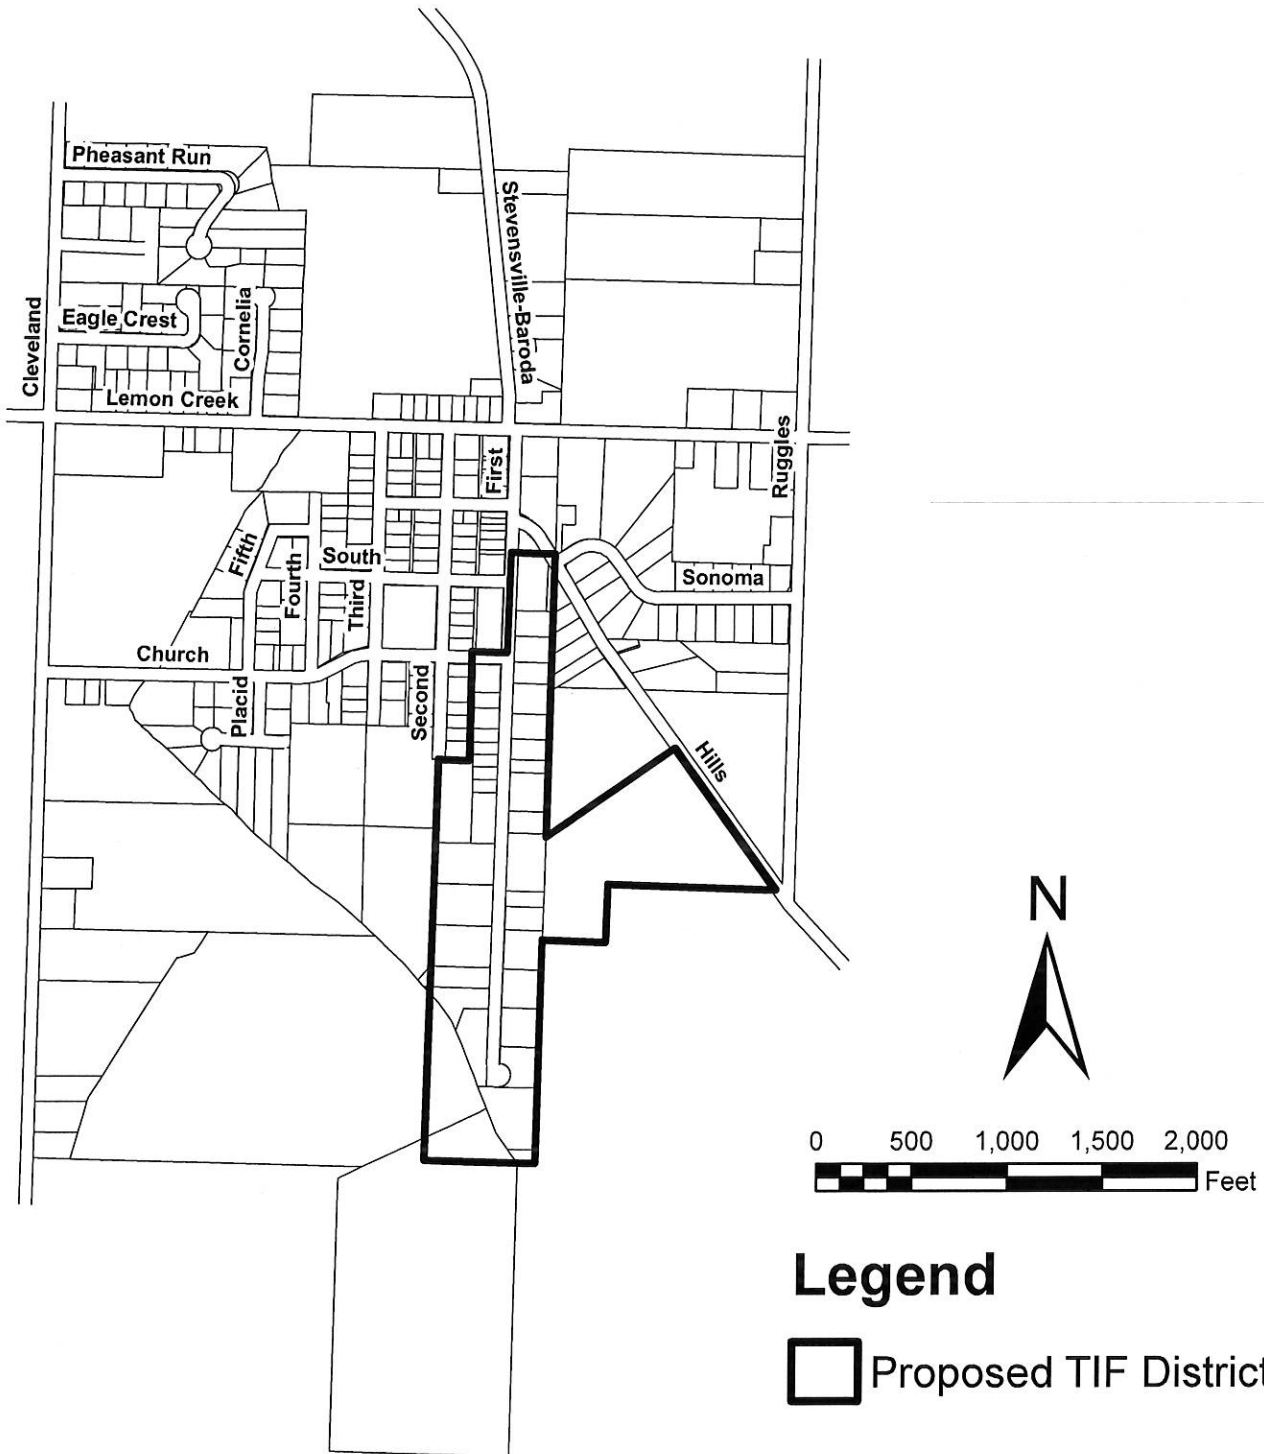 Pheasant Run
Stevensville-Baroda
Cleveland
Eagle Crest
Cornelia
Lemon Creek
First
Ruggles
Fifth
South
Fourth
Third
Sonoma
Church
Placid
Second
Hills
N
0 500 1,000 1,500 2,000
Feet
Legend
Proposed TIF District